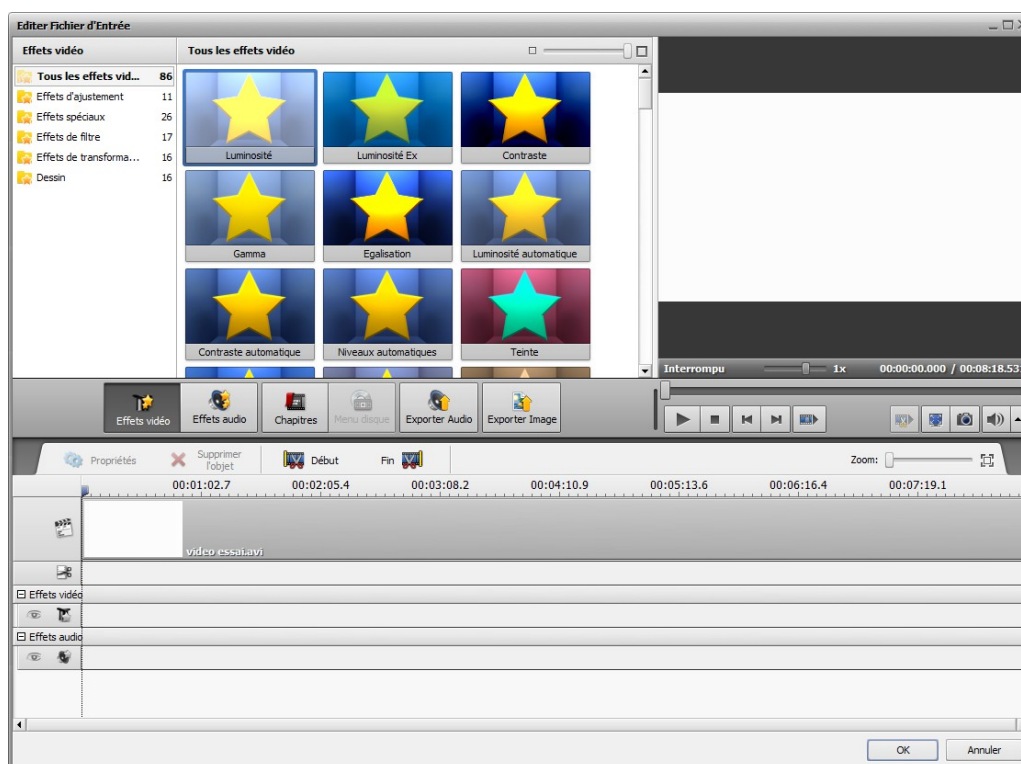 Editer Fichier d'Entrée
Effets vidéo
Tous les effets vidéo
Tous les effets vid... 86
Effets d'ajustement 11
Effets spéciaux 26
Effets de filtre 17
Effets de transforma... 16
Dessin 16
Luminosité
Luminosité Ex
Contraste
Gamma
Egalisation
Luminosité automatique
Contraste automatique
Niveaux automatiques
Teinte
Interrompu 1x 00:00:00.000 / 00:08:18.53
Effets vidéo
Effets audio
Chapitres
Menu disque
Exporter Audio
Exporter Image
Propriétés
Supprimer
l'objet
Début
Fin
Zoom:
00:01:02.7 00:02:05.4 00:03:08.2 00:04:10.9 00:05:13.6 00:06:16.4 00:07:19.1
video essai.avi
Effets vidéo
Effets audio
OK
Annuler